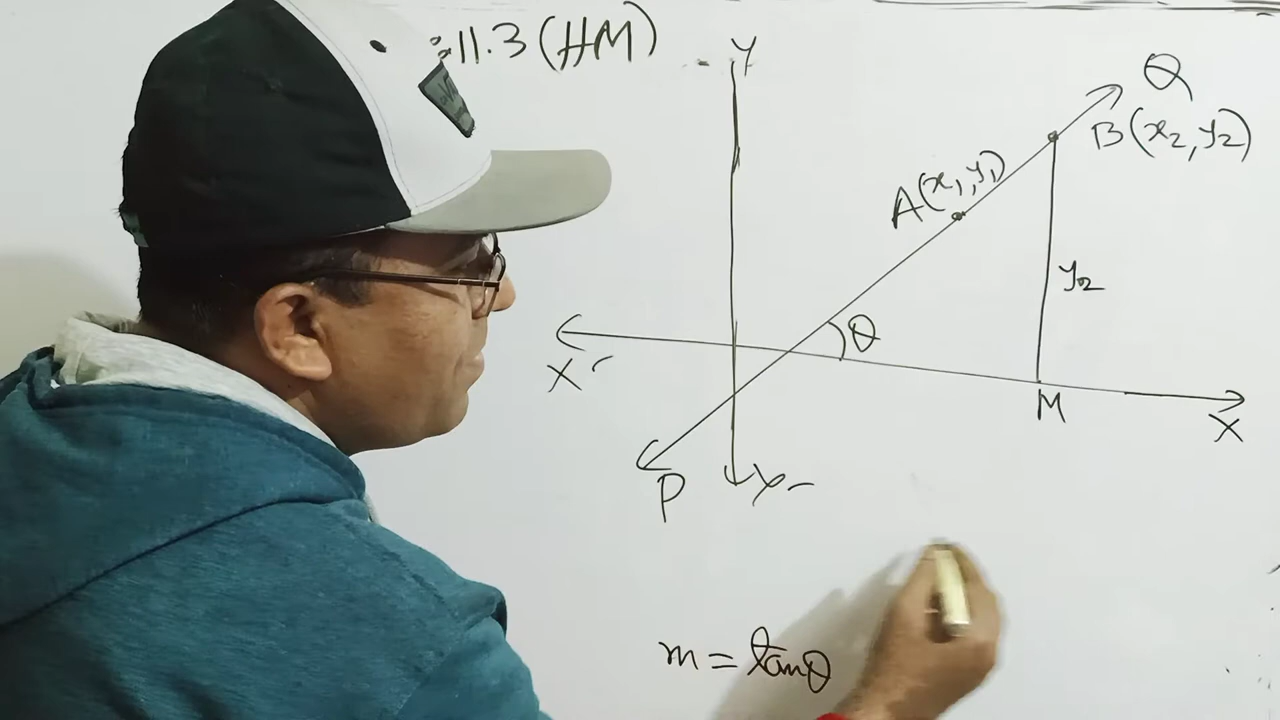 :11.3 (HM)
Y
Q
B(x₂, y₂)
A(x₁, y₁)
y₂
θ
X'
M
X
P
Y'
m = tanθ